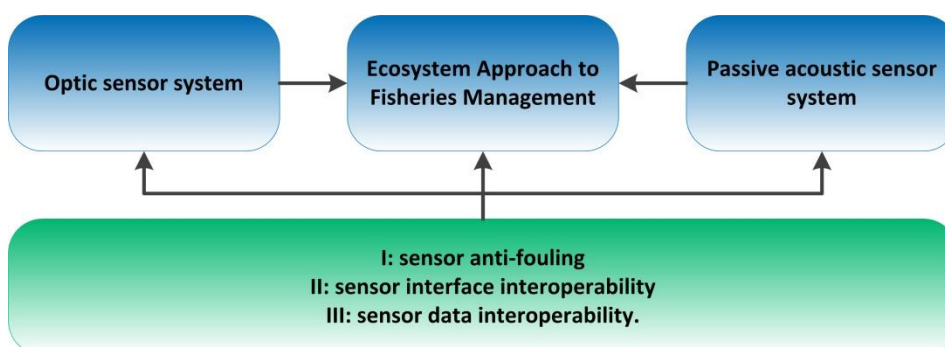 Optic sensor system
Ecosystem Approach to
Fisheries Management
Passive acoustic sensor
system
I: sensor anti-fouling
II: sensor interface interoperability
III: sensor data interoperability.